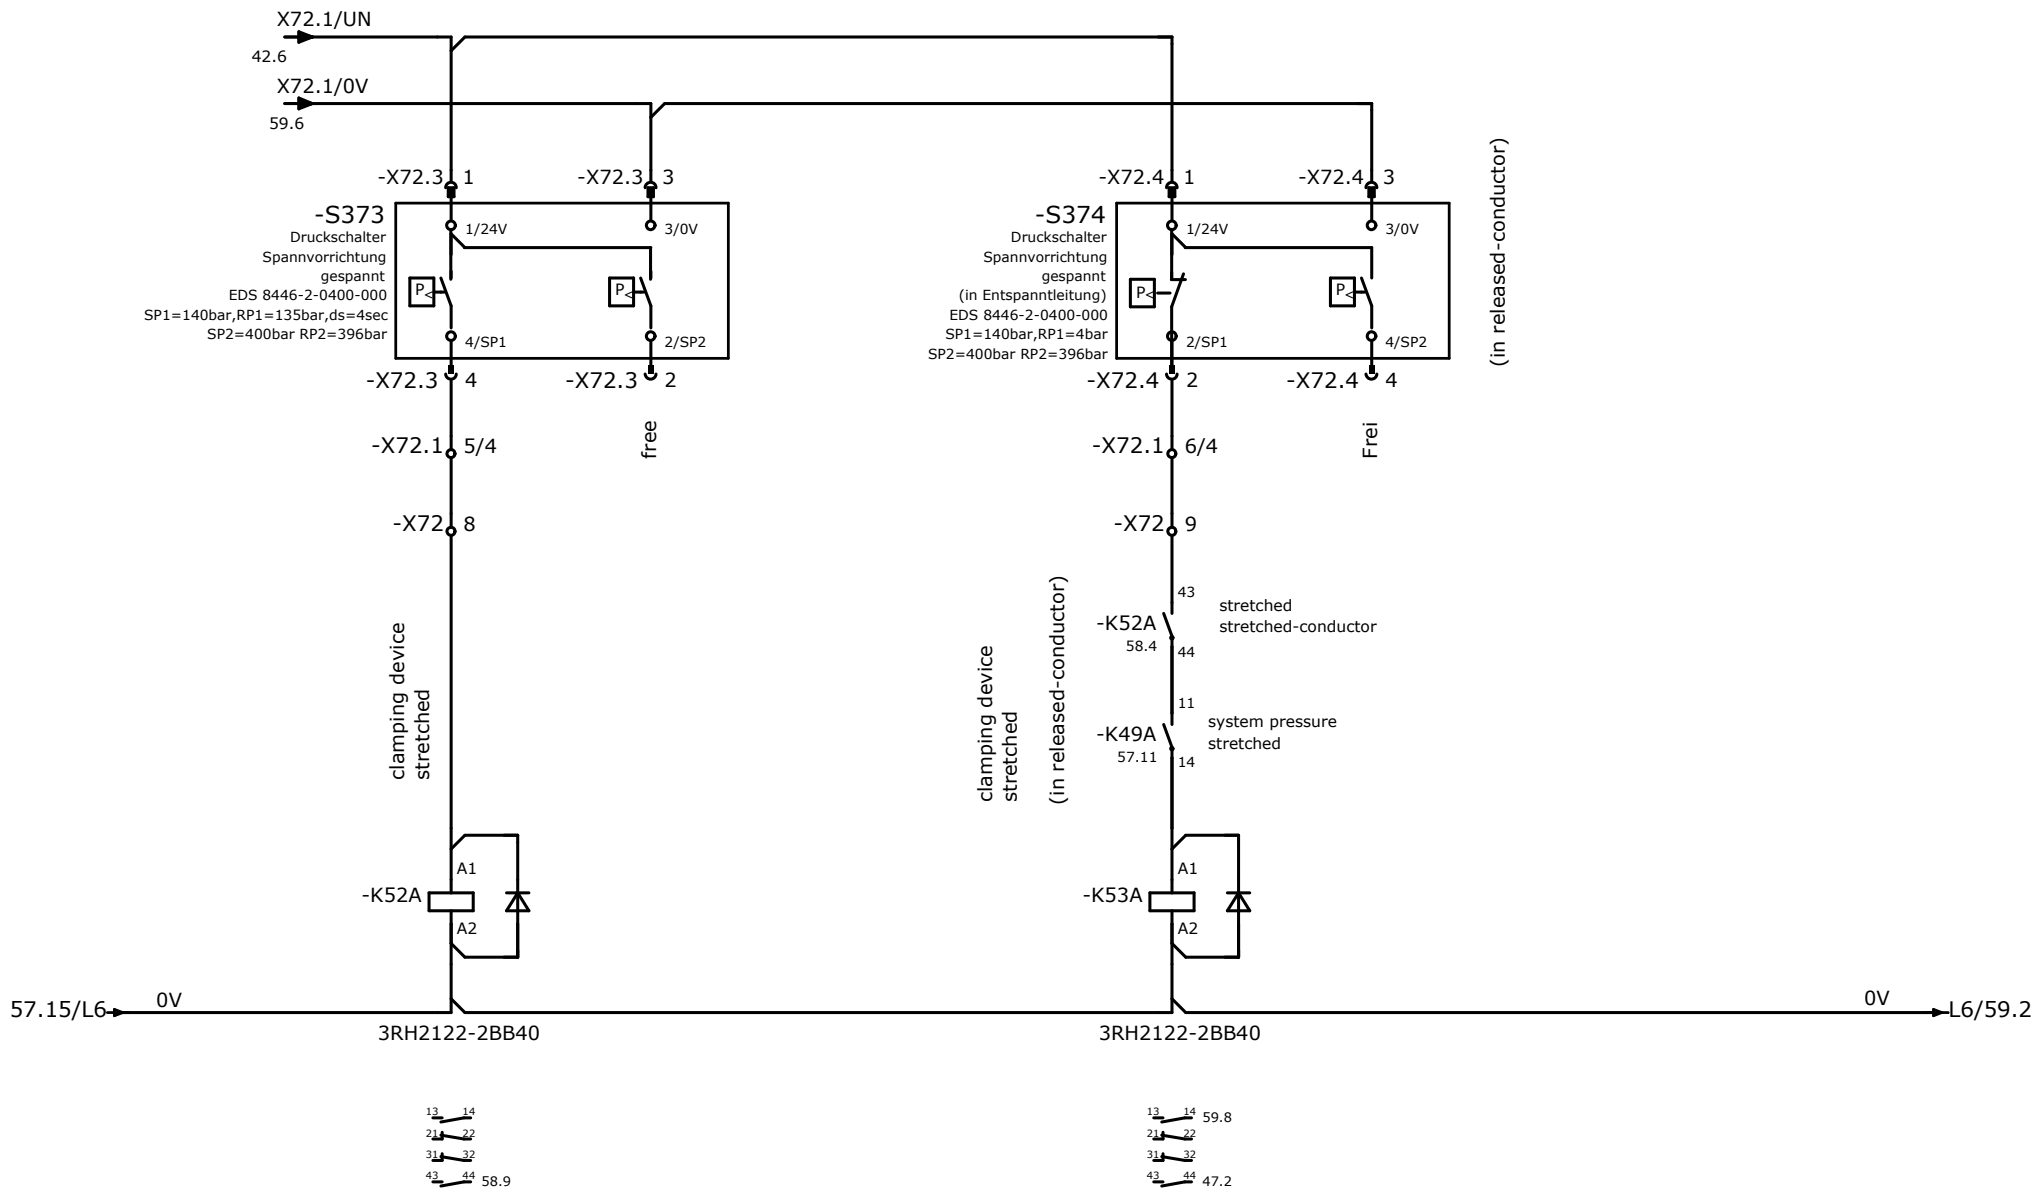 X72.1/UN
42.6
X72.1/0V
59.6
-X72.3 1
-X72.3 3
-S373
Druckschalter
Spannvorrichtung
gespannt
EDS 8446-2-0400-000
SP1=140bar,RP1=135bar,ds=4sec
SP2=400bar RP2=396bar
1/24V
3/0V
P<
P<
4/SP1
2/SP2
-X72.3 4
-X72.3 2
free
-X72.1 5/4
-X72 8
clamping device
stretched
A1
-K52A
A2
-X72.4 1
-X72.4 3
-S374
Druckschalter
Spannvorrichtung
gespannt
(in Entspanntleitung)
EDS 8446-2-0400-000
SP1=140bar,RP1=4bar
SP2=400bar RP2=396bar
1/24V
3/0V
P<
P<
2/SP1
4/SP2
(in released-conductor)
-X72.4 2
-X72.4 4
Frei
-X72.1 6/4
-X72 9
clamping device
stretched
(in released-conductor)
43
-K52A
58.4
44
stretched
stretched-conductor
11
-K49A
57.11
14
system pressure
stretched
A1
-K53A
A2
57.15/L6
0V
0V
L6/59.2
3RH2122-2BB40
3RH2122-2BB40
13 14
21 22
31 32
43 44 58.9
13 14 59.8
21 22
31 32
43 44 47.2